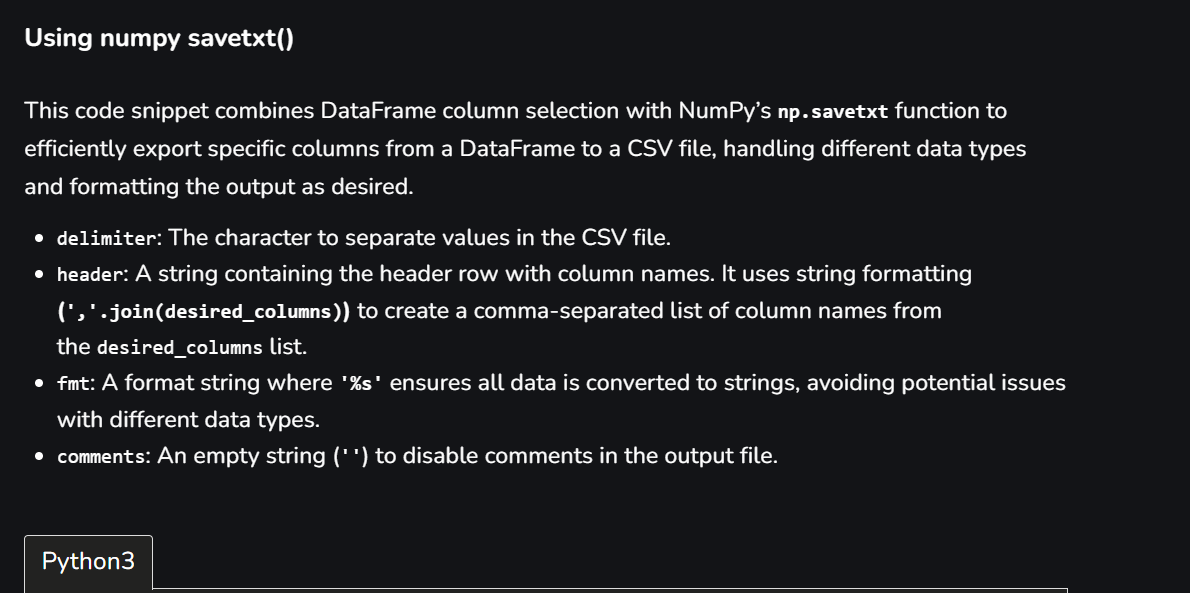 Using numpy savetxt()
This code snippet combines DataFrame column selection with NumPy’s np.savetxt function to
efficiently export specific columns from a DataFrame to a CSV file, handling different data types
and formatting the output as desired.
• delimiter: The character to separate values in the CSV file.
• header: A string containing the header row with column names. It uses string formatting
(','.join(desired_columns)) to create a comma-separated list of column names from
the desired_columns list.
• fmt: A format string where '%s' ensures all data is converted to strings, avoiding potential issues
with different data types.
• comments: An empty string ('') to disable comments in the output file.
Python3